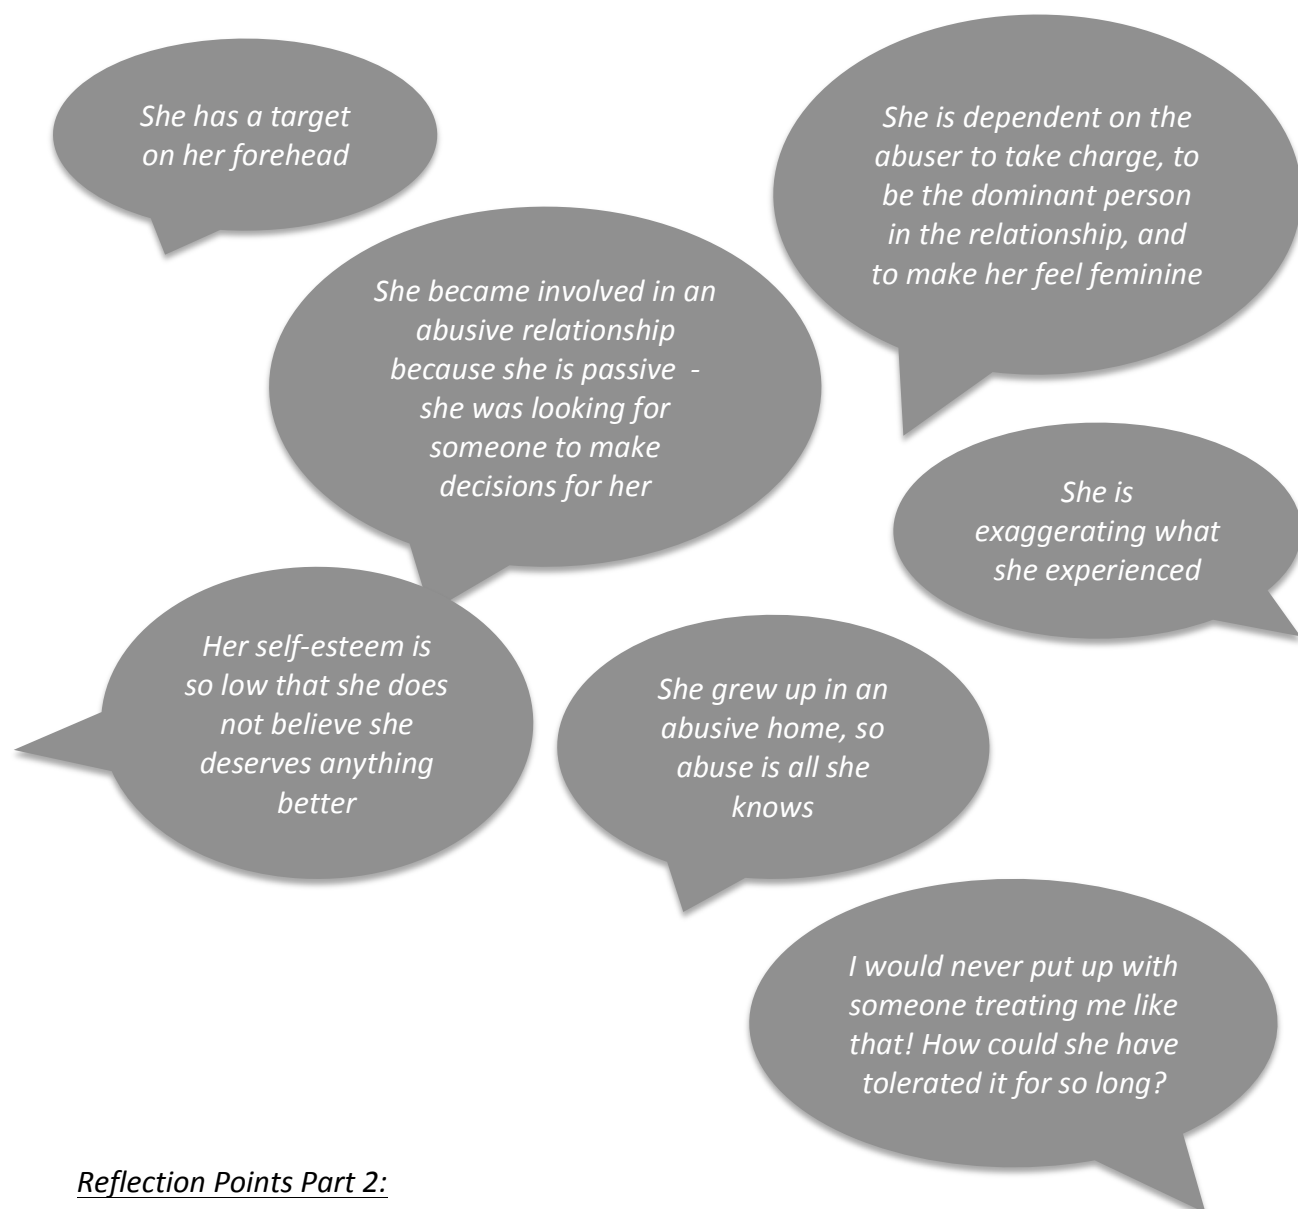 She has a target
on her forehead
She is dependent on the
abuser to take charge, to
be the dominant person
in the relationship, and
to make her feel feminine
She became involved in an
abusive relationship
because she is passive  -
she was looking for
someone to make
decisions for her
She is
exaggerating what
she experienced
Her self-esteem is
so low that she does
not believe she
deserves anything
better
She grew up in an
abusive home, so
abuse is all she
knows
I would never put up with
someone treating me like
that! How could she have
tolerated it for so long?
Reflection Points Part 2: